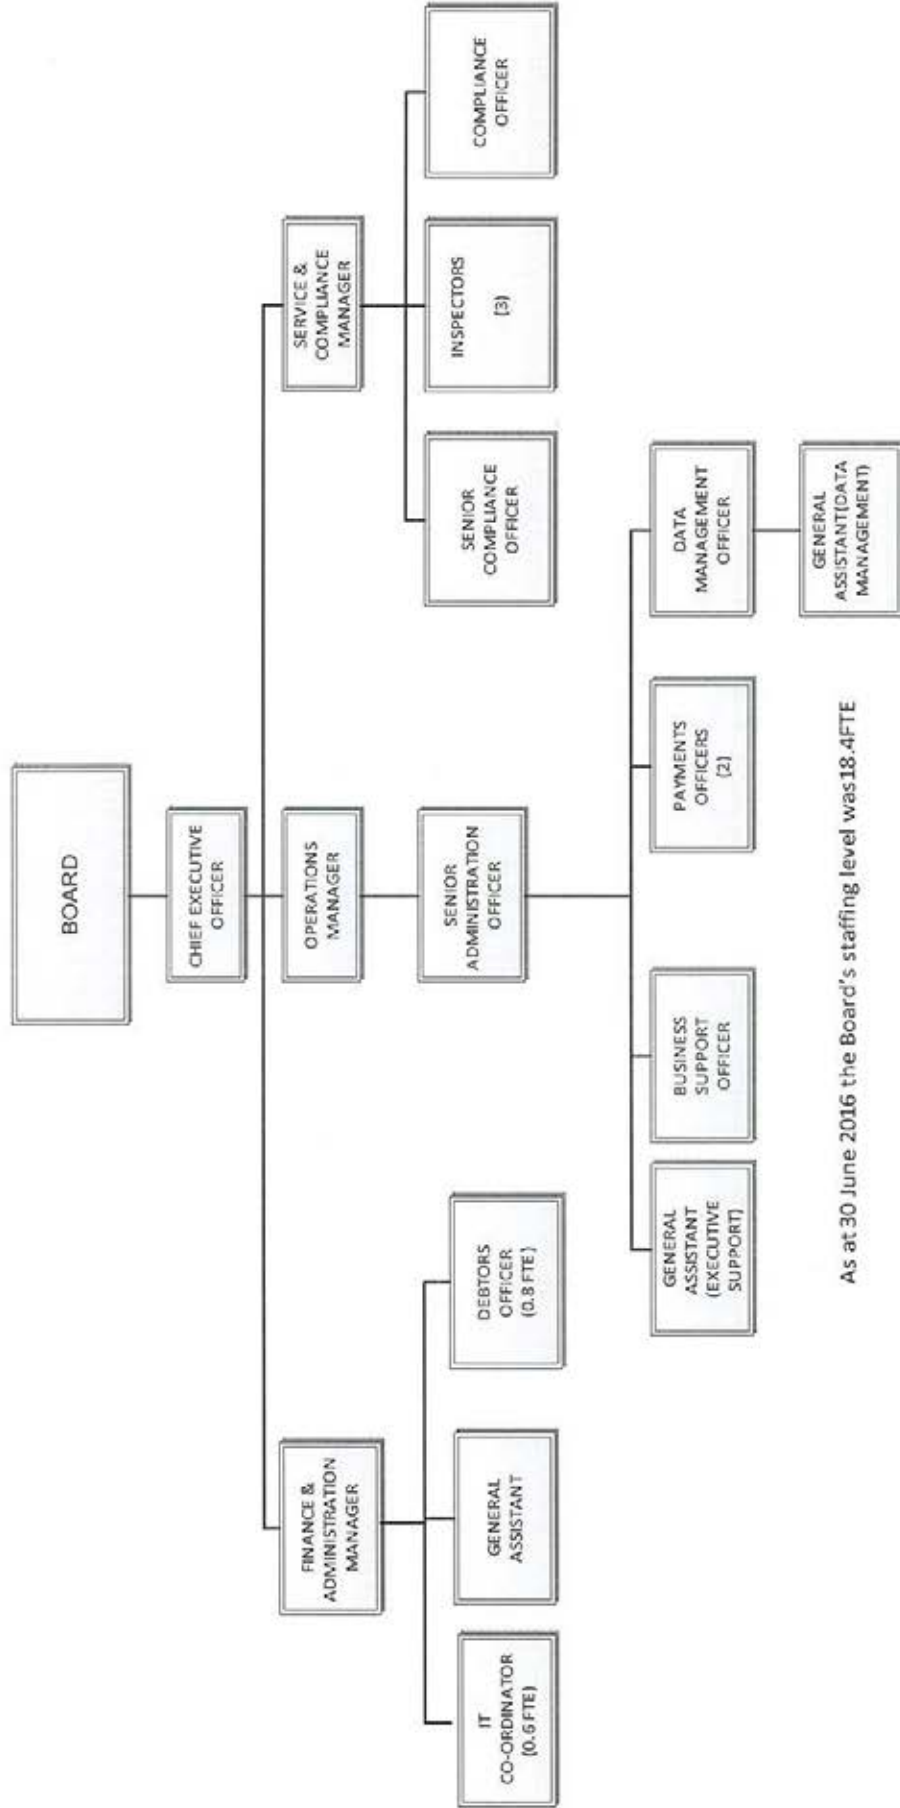 BOARD
CHIEF EXECUTIVE
OFFICER
FINANCE &
ADMINISTRATION
MANAGER
OPERATIONS
MANAGER
SERVICE &
COMPLIANCE
MANAGER
IT
CO-ORDINATOR
(0.6 FTE)
GENERAL
ASSISTANT
DEBTORS
OFFICER
(0.8 FTE)
SENIOR
ADMINISTRATION
OFFICER
SENIOR
COMPLIANCE
OFFICER
INSPECTORS
(3)
COMPLIANCE
OFFICER
GENERAL
ASSISTANT
(EXECUTIVE
SUPPORT)
BUSINESS
SUPPORT
OFFICER
PAYMENTS
OFFICERS
(2)
DATA
MANAGEMENT
OFFICER
GENERAL
ASSISTANT(DATA
MANAGEMENT)
As at 30 June 2016 the Board's staffing level was18.4FTE